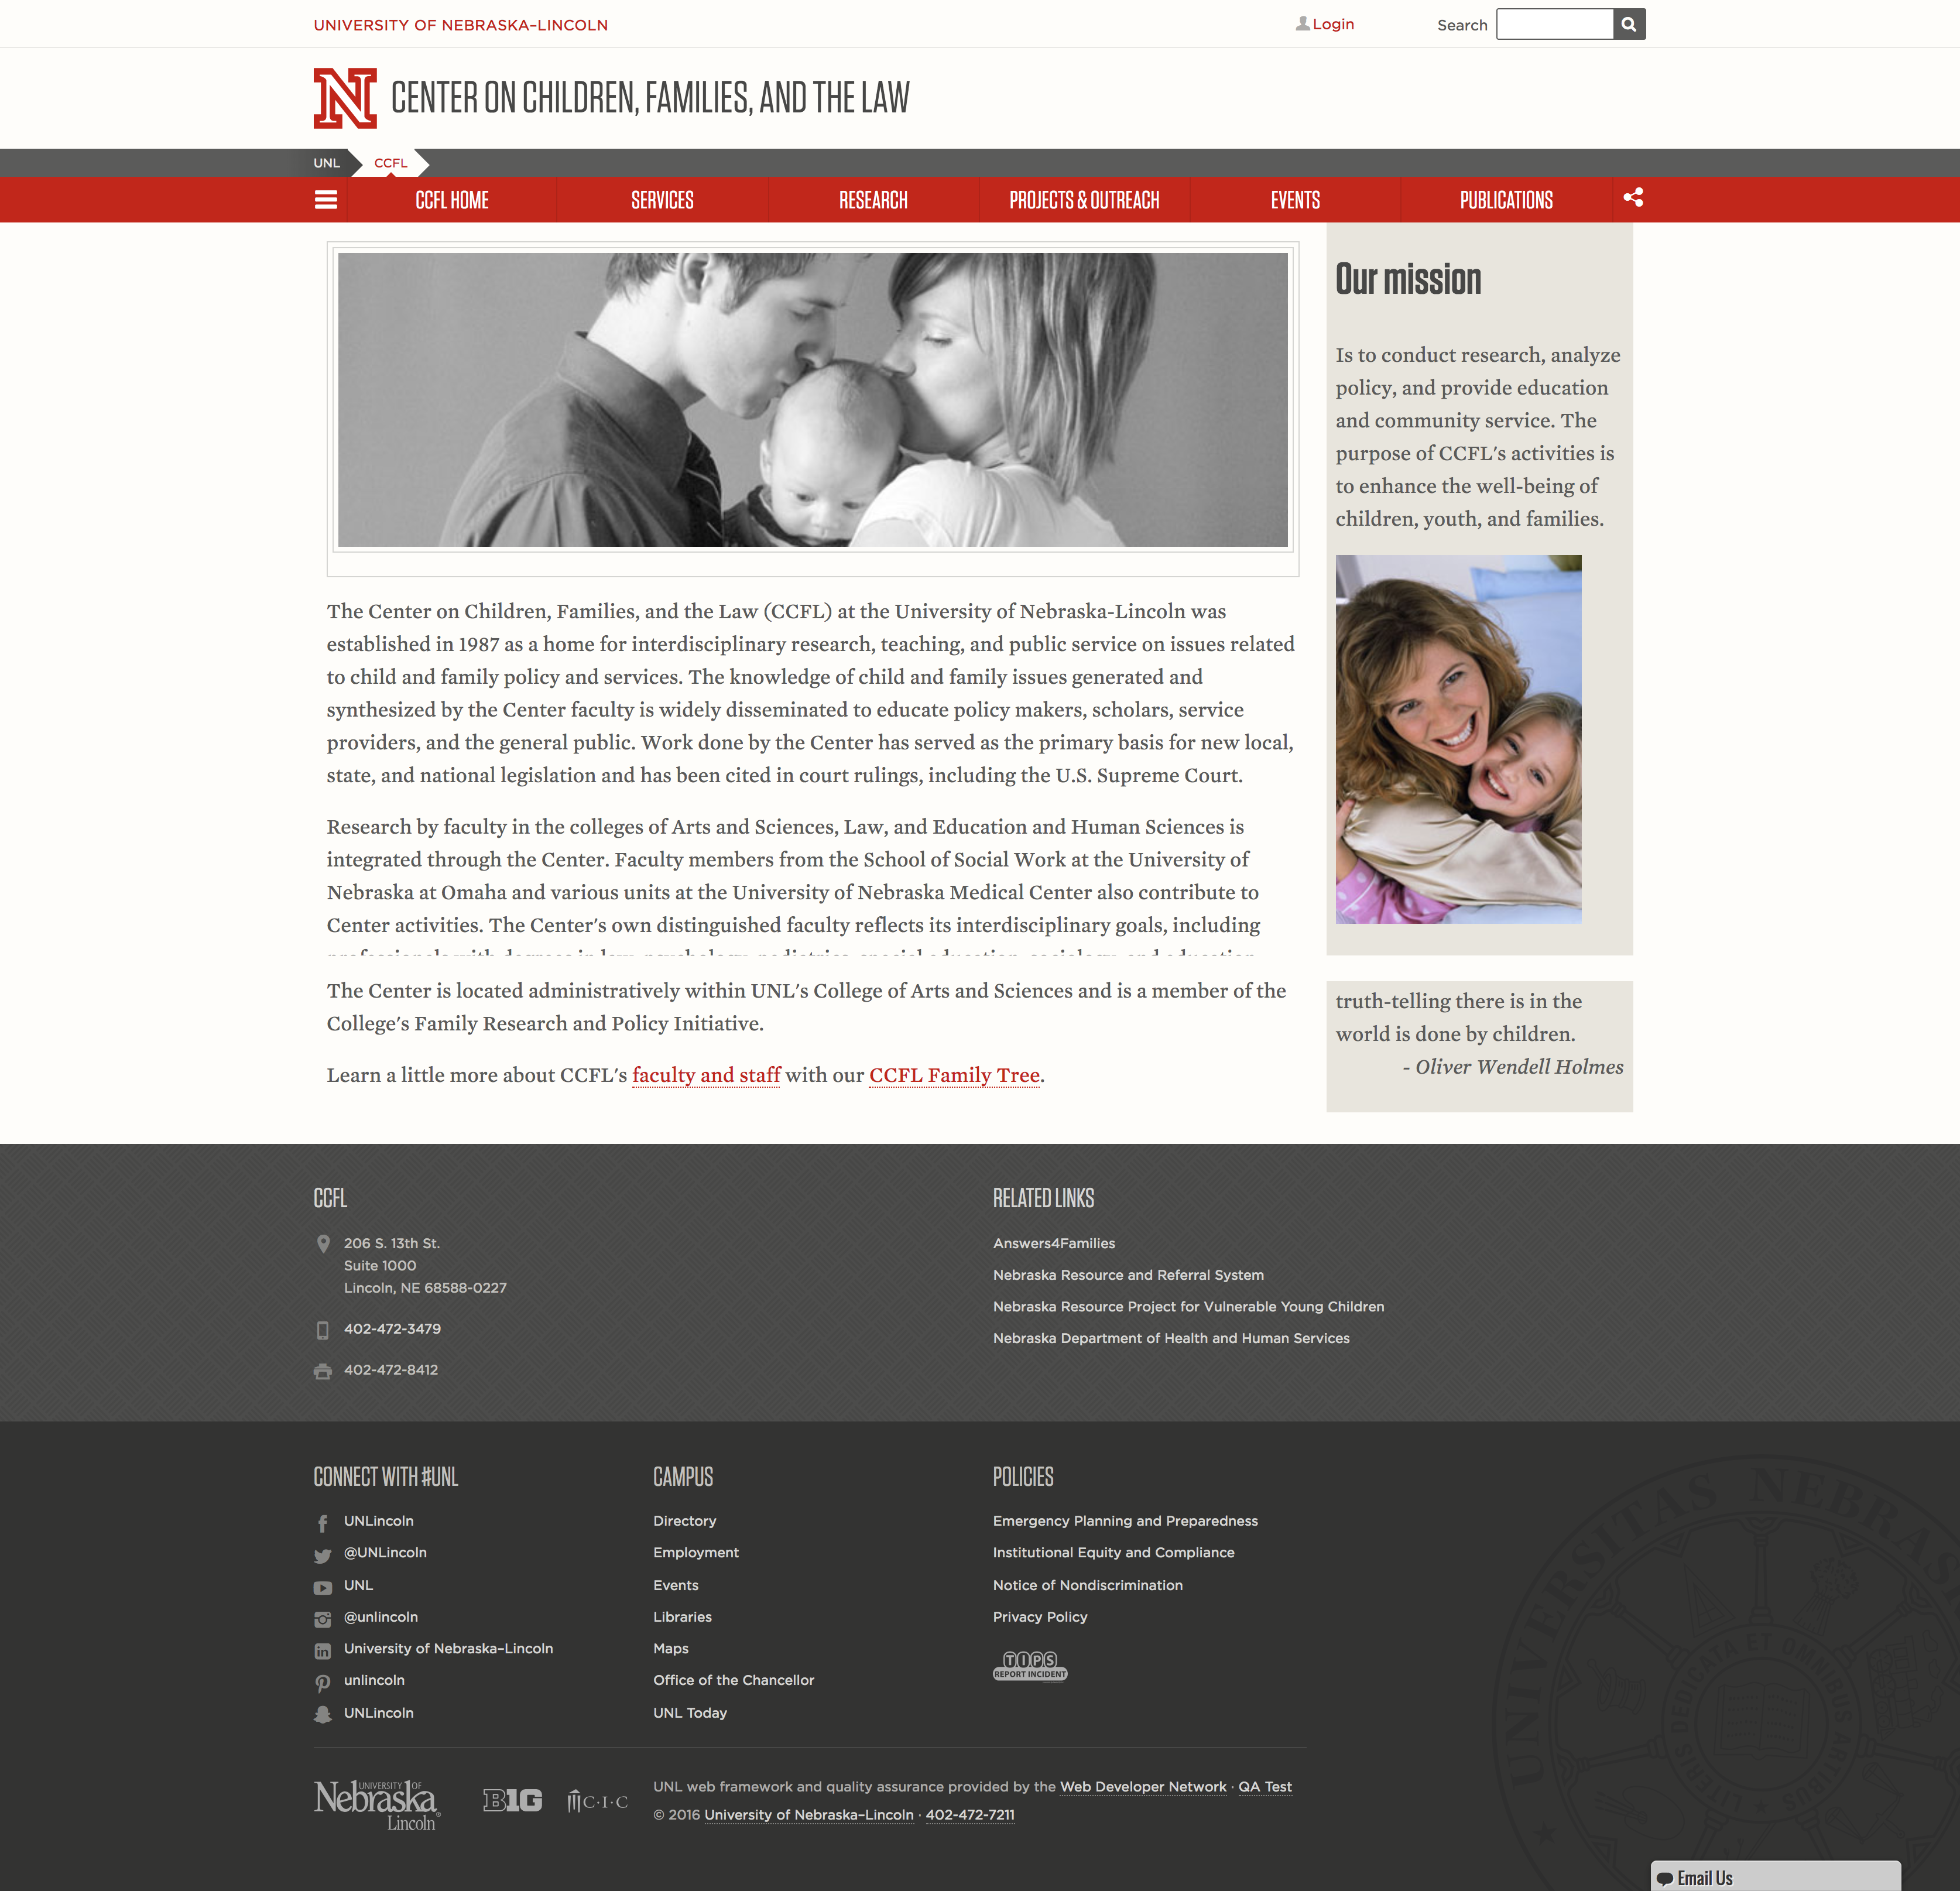 UNIVERSITY OF NEBRASKA–LINCOLN
Login
Search
N
CENTER ON CHILDREN, FAMILIES, AND THE LAW
UNL
CCFL
CCFL HOME
SERVICES
RESEARCH
PROJECTS & OUTREACH
EVENTS
PUBLICATIONS
The Center on Children, Families, and the Law (CCFL) at the University of Nebraska-Lincoln was
established in 1987 as a home for interdisciplinary research, teaching, and public service on issues related
to child and family policy and services. The knowledge of child and family issues generated and
synthesized by the Center faculty is widely disseminated to educate policy makers, scholars, service
providers, and the general public. Work done by the Center has served as the primary basis for new local,
state, and national legislation and has been cited in court rulings, including the U.S. Supreme Court.
Research by faculty in the colleges of Arts and Sciences, Law, and Education and Human Sciences is
integrated through the Center. Faculty members from the School of Social Work at the University of
Nebraska at Omaha and various units at the University of Nebraska Medical Center also contribute to
Center activities. The Center's own distinguished faculty reflects its interdisciplinary goals, including
professionals with degrees in law, psychology, pediatrics, special education, sociology, and education.
The Center is located administratively within UNL's College of Arts and Sciences and is a member of the
College's Family Research and Policy Initiative.
Learn a little more about CCFL's faculty and staff with our CCFL Family Tree.
Our mission
Is to conduct research, analyze
policy, and provide education
and community service. The
purpose of CCFL's activities is
to enhance the well-being of
children, youth, and families.
truth-telling there is in the
world is done by children.
- Oliver Wendell Holmes
CCFL
206 S. 13th St.
Suite 1000
Lincoln, NE 68588-0227
402-472-3479
402-472-8412
RELATED LINKS
Answers4Families
Nebraska Resource and Referral System
Nebraska Resource Project for Vulnerable Young Children
Nebraska Department of Health and Human Services
CONNECT WITH #UNL
UNLincoln
@UNLincoln
UNL
@unlincoln
University of Nebraska–Lincoln
unlincoln
UNLincoln
CAMPUS
Directory
Employment
Events
Libraries
Maps
Office of the Chancellor
UNL Today
POLICIES
Emergency Planning and Preparedness
Institutional Equity and Compliance
Notice of Nondiscrimination
Privacy Policy
TIPS
REPORT INCIDENT
UNIVERSITAS NEBRAS
LITERIS DEDICATA ET OMNIBUS ARTIBUS
UNIVERSITY OF
Nebraska
Lincoln
B1G
C·I·C
UNL web framework and quality assurance provided by the Web Developer Network · QA Test
© 2016 University of Nebraska–Lincoln · 402-472-7211
Email Us